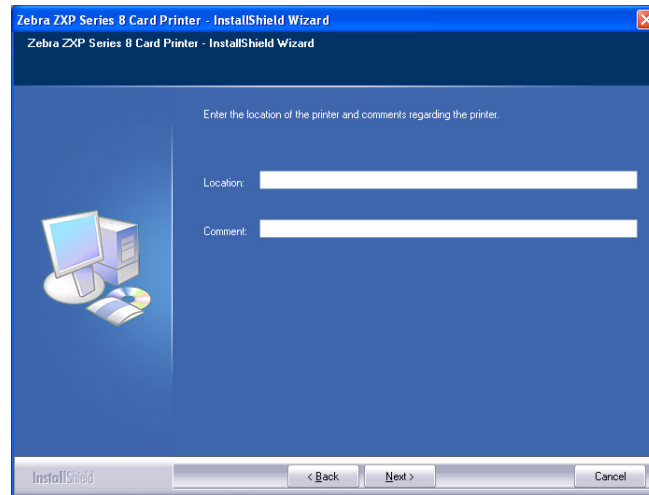 Zebra ZXP Series 8 Card Printer - InstallShield Wizard
Zebra ZXP Series 8 Card Printer - InstallShield Wizard
Enter the location of the printer and comments regarding the printer.
Location:
Comment:
InstallShield
< Back
Next >
Cancel